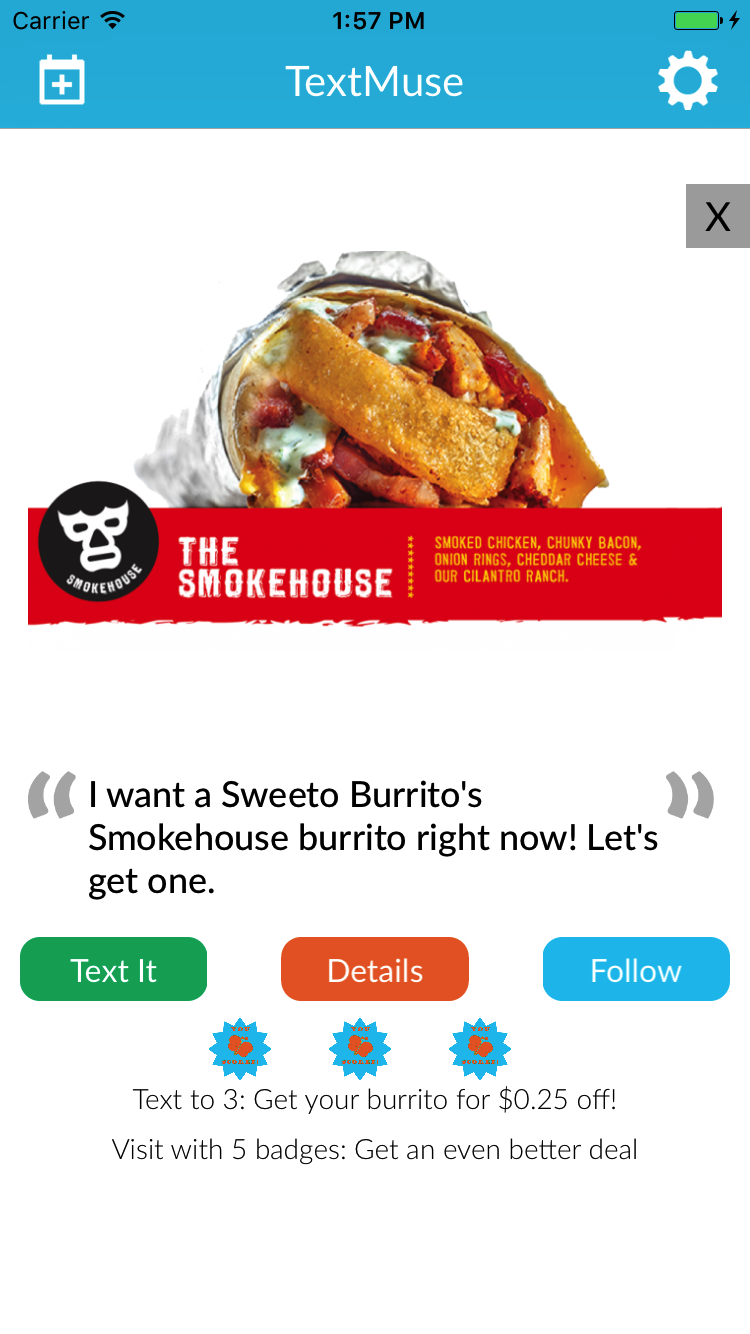 Carrier 1:57 PM
TextMuse
X
THE
SMOKEHOUSE
SMOKED CHICKEN, CHUNKY BACON,
ONION RINGS, CHEDDAR CHEESE &
OUR CILANTRO RANCH.
SMOKEHOUSE
“ I want a Sweeto Burrito's ”
Smokehouse burrito right now! Let's
get one.
Text It Details Follow
Text to 3: Get your burrito for $0.25 off!
Visit with 5 badges: Get an even better deal